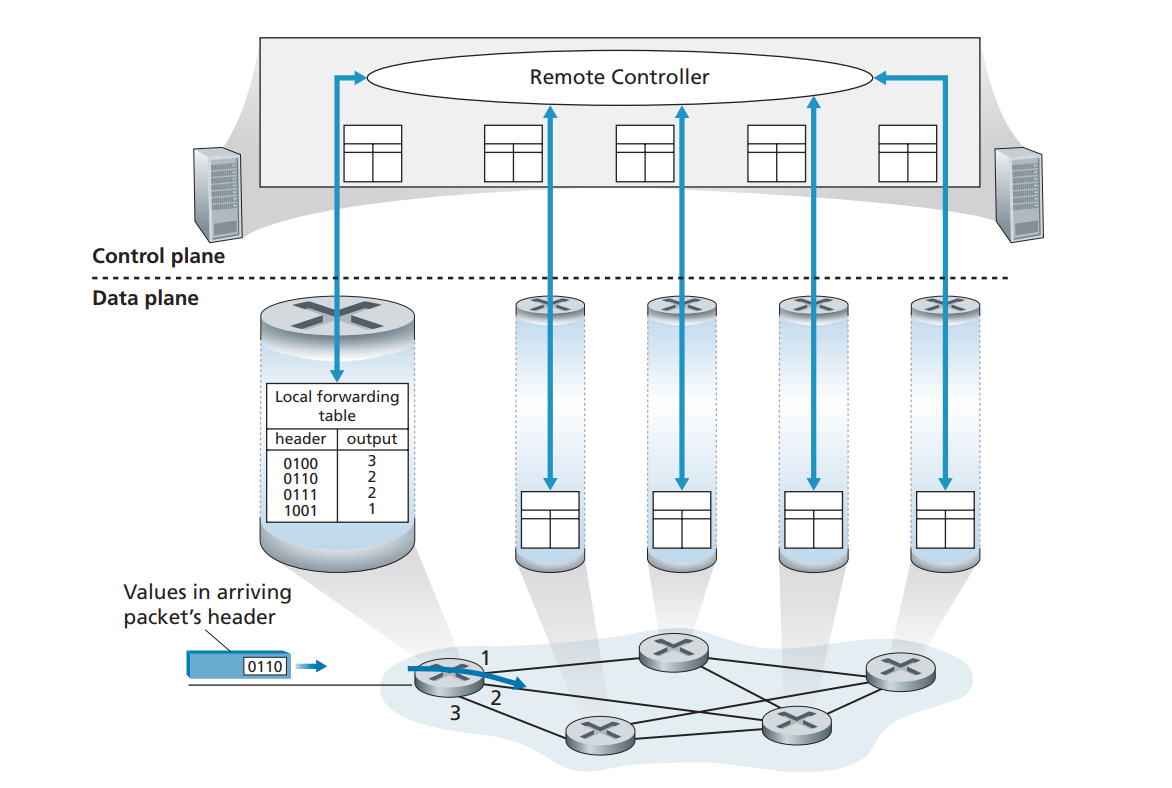 Remote Controller
Control plane
Data plane
Local forwarding
table
header output
0100 3
0110 2
0111 2
1001 1
Values in arriving
packet's header
0110
1
2
3